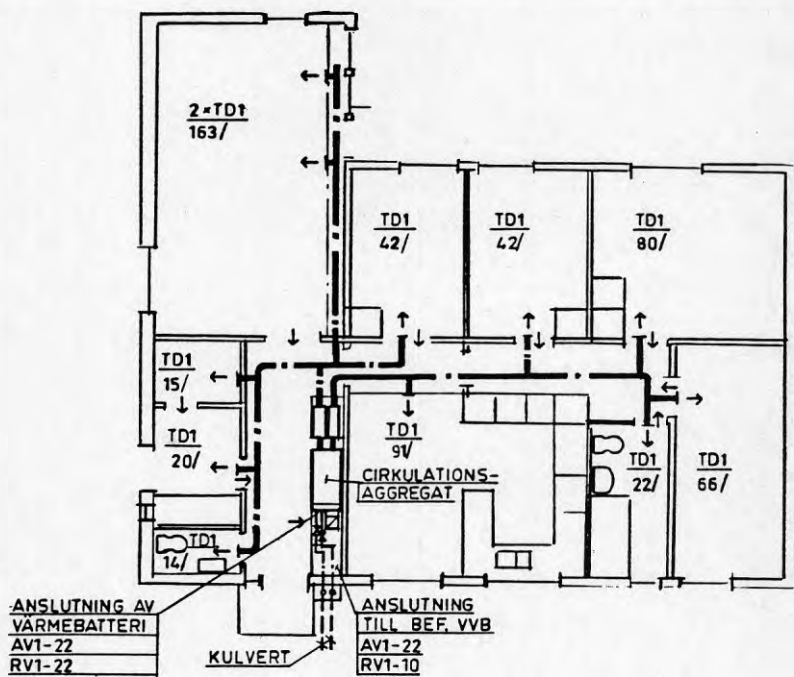 2×TD1
163/
TD1
42/
TD1
42/
TD1
80/
TD1
15/
TD1
20/
TD1
91/
CIRKULATIONS-
AGGREGAT
TD1
22/
TD1
66/
TD1
14/
ANSLUTNING AV
VÄRMEBATTERI
AV1-22
RV1-22
KULVERT
ANSLUTNING
TILL BEF. VVB
AV1-22
RV1-10